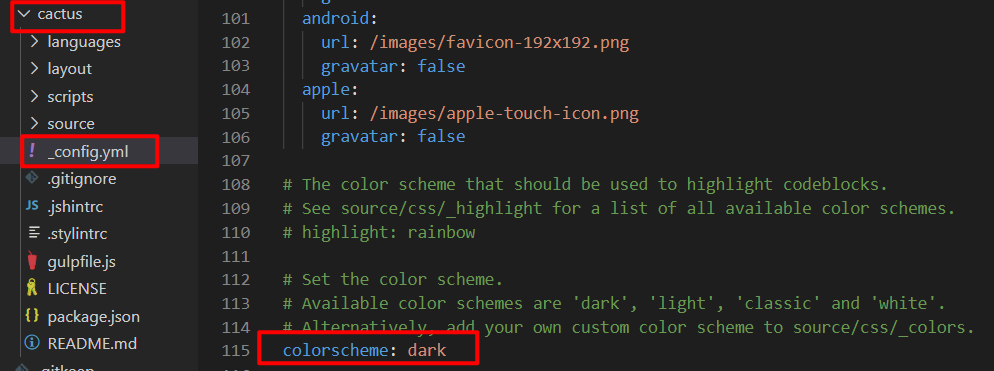 cactus
languages
layout
scripts
source
! _config.yml
.gitignore
JS .jshintrc
.stylintrc
gulpfile.js
LICENSE
{} package.json
README.md
101 android:
102 url: /images/favicon-192x192.png
103 gravatar: false
104 apple:
105 url: /images/apple-touch-icon.png
106 gravatar: false
107
108 # The color scheme that should be used to highlight codeblocks.
109 # See source/css/_highlight for a list of all available color schemes.
110 # highlight: rainbow
111
112 # Set the color scheme.
113 # Available color schemes are 'dark', 'light', 'classic' and 'white'.
114 # Alternatively, add your own custom color scheme to source/css/_colors.
115 colorscheme: dark